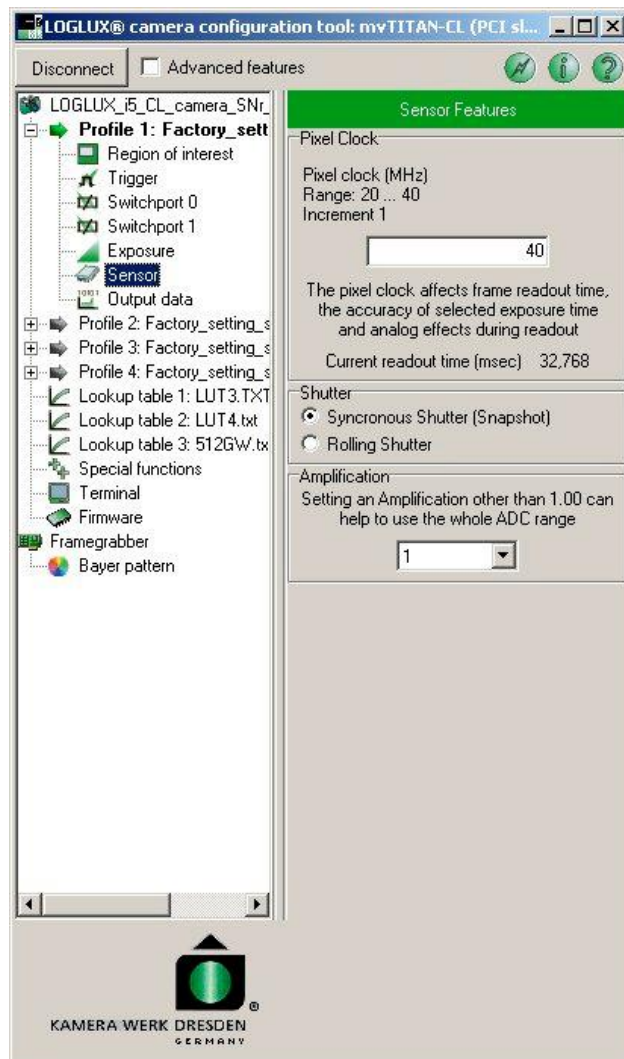 LOGLUX® camera configuration tool: mvTITAN-CL (PCI sl...
Disconnect
Advanced features
LOGLUX_i5_CL_camera_SNr_
Profile 1: Factory_sett
Region of interest
Trigger
Switchport 0
Switchport 1
Exposure
Sensor
Output data
Profile 2: Factory_setting_s
Profile 3: Factory_setting_s
Profile 4: Factory_setting_s
Lookup table 1: LUT3.TXT
Lookup table 2: LUT4.txt
Lookup table 3: 512GW.tx
Special functions
Terminal
Firmware
Framegrabber
Bayer pattern
Sensor Features
Pixel Clock
Pixel clock (MHz)
Range: 20 ... 40
Increment 1
40
The pixel clock affects frame readout time,
the accuracy of selected exposure time
and analog effects during readout
Current readout time (msec) 32,768
Shutter
Syncronous Shutter (Snapshot)
Rolling Shutter
Amplification
Setting an Amplification other than 1.00 can
help to use the whole ADC range
1
®
KAMERA WERK DRESDEN
GERMANY